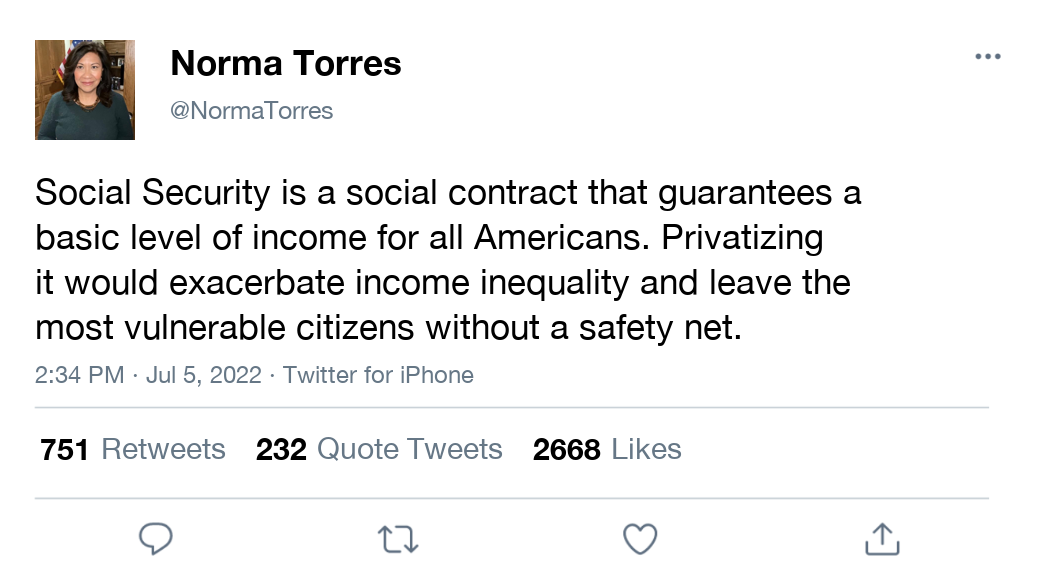 Norma Torres
@NormaTorres
Social Security is a social contract that guarantees a
basic level of income for all Americans. Privatizing
it would exacerbate income inequality and leave the
most vulnerable citizens without a safety net.
2:34 PM · Jul 5, 2022 · Twitter for iPhone
751 Retweets 232 Quote Tweets 2668 Likes